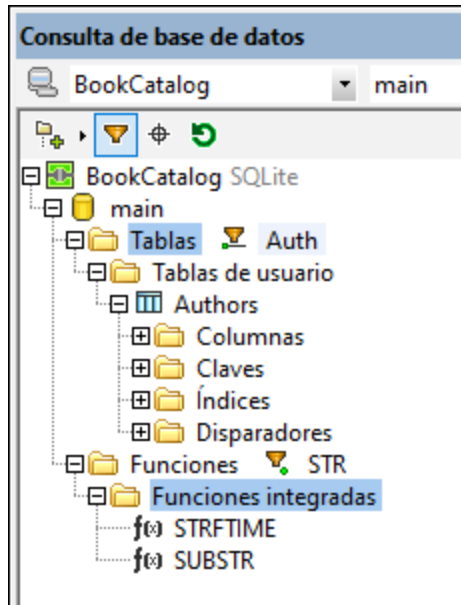 Consulta de base de datos
BookCatalog main
BookCatalog SQLite
main
Tablas Auth
Tablas de usuario
Authors
Columnas
Claves
Índices
Disparadores
Funciones STR
Funciones integradas
f(x) STRFTIME
f(x) SUBSTR